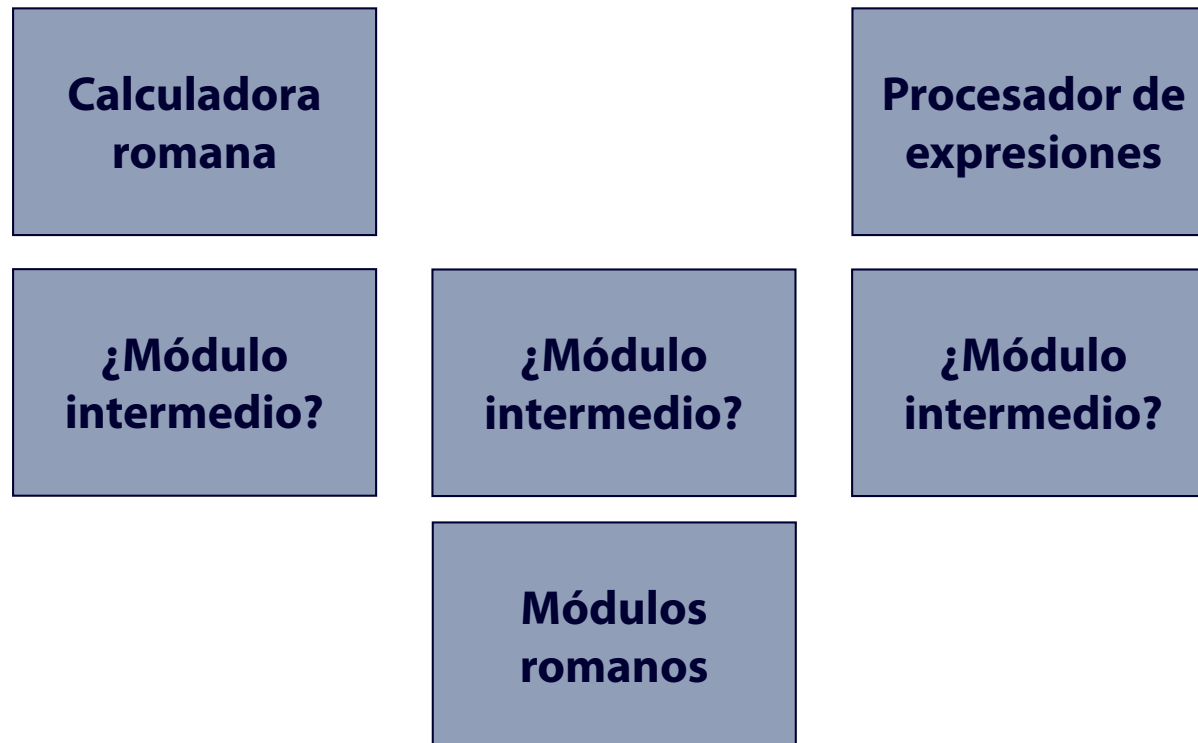 Calculadora
romana
Procesador de
expresiones
¿Módulo
intermedio?
¿Módulo
intermedio?
¿Módulo
intermedio?
Módulos
romanos